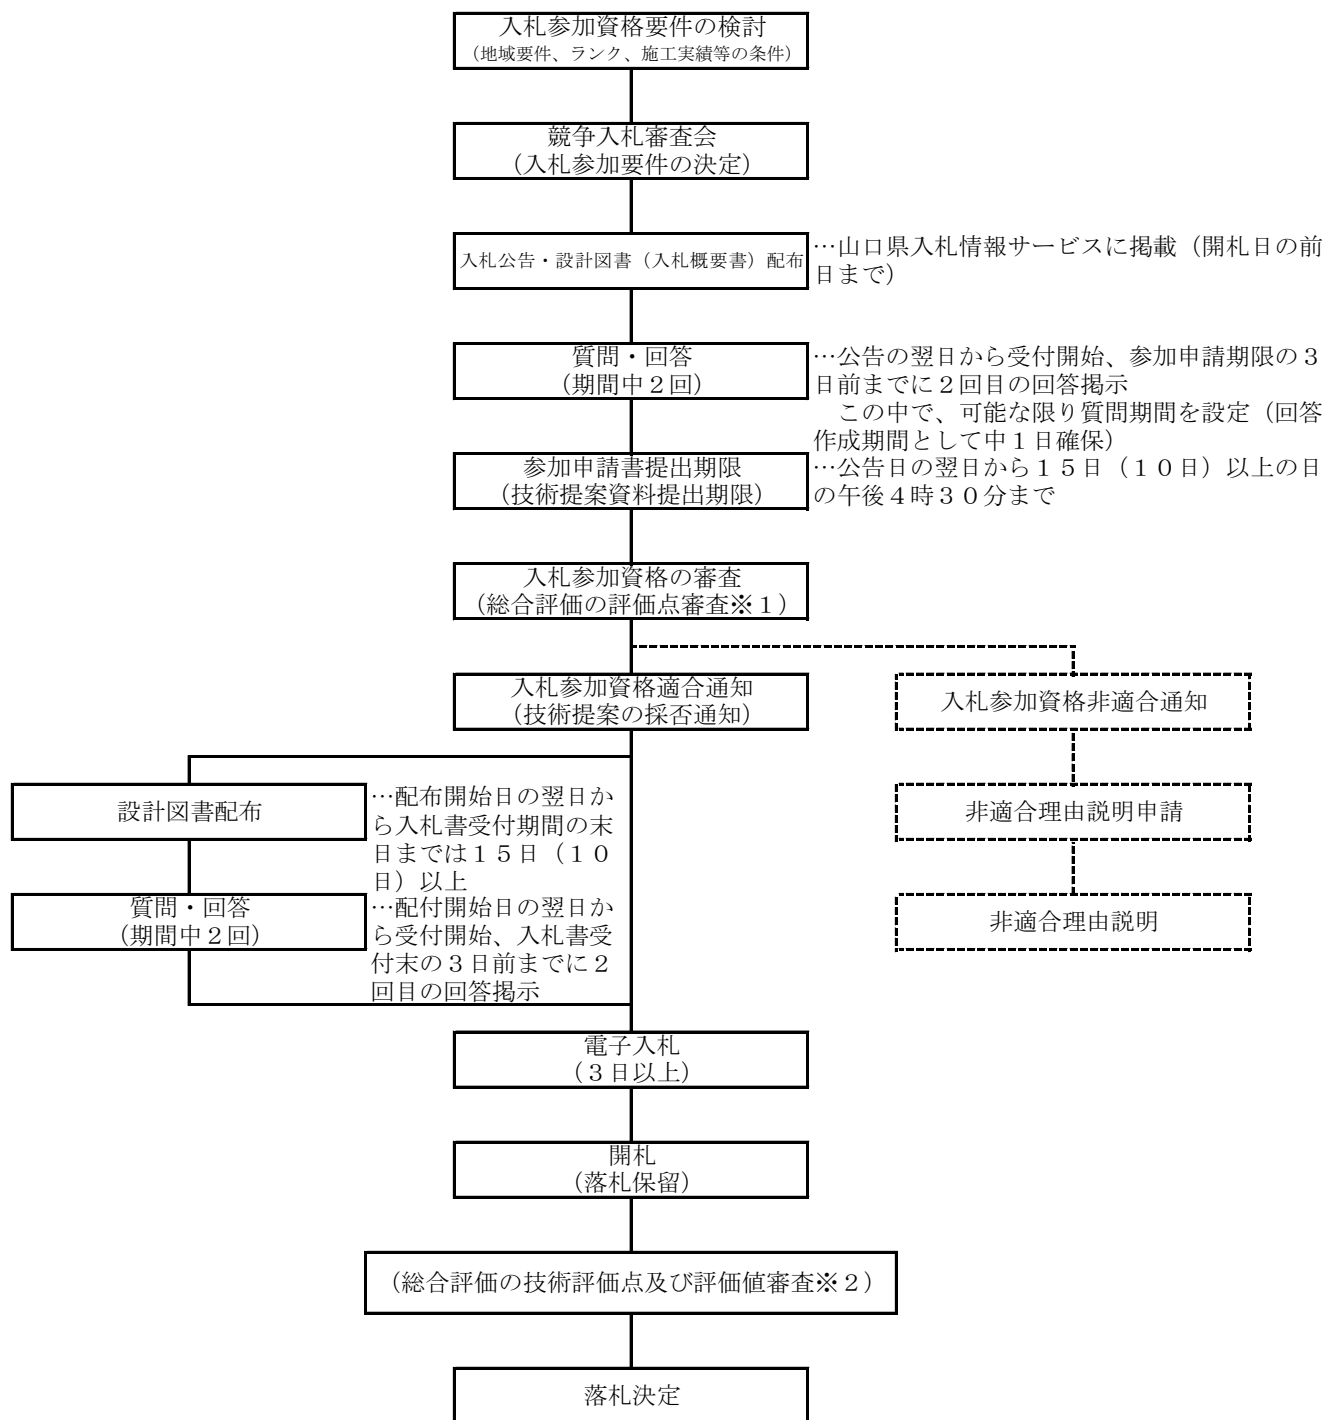 入札参加資格要件の検討
（地域要件、ランク、施工実績等の条件）
競争入札審査会
（入札参加要件の決定）
入札公告・設計図書（入札概要書）配布
…山口県入札情報サービスに掲載（開札日の前
日まで）
質問・回答
（期間中２回）
…公告の翌日から受付開始、参加申請期限の３
日前までに２回目の回答掲示
　この中で、可能な限り質問期間を設定（回答
作成期間として中１日確保）
参加申請書提出期限
（技術提案資料提出期限）
…公告日の翌日から１５日（１０日）以上の日
の午後４時３０分まで
入札参加資格の審査
（総合評価の評価点審査※１）
入札参加資格適合通知
（技術提案の採否通知）
入札参加資格非適合通知
設計図書配布
…配布開始日の翌日か
ら入札書受付期間の末
日までは１５日（１０
日）以上
非適合理由説明申請
質問・回答
（期間中２回）
…配付開始日の翌日か
ら受付開始、入札書受
付末の３日前までに２
回目の回答掲示
非適合理由説明
電子入札
（３日以上）
開札
（落札保留）
（総合評価の技術評価点及び評価値審査※２）
落札決定